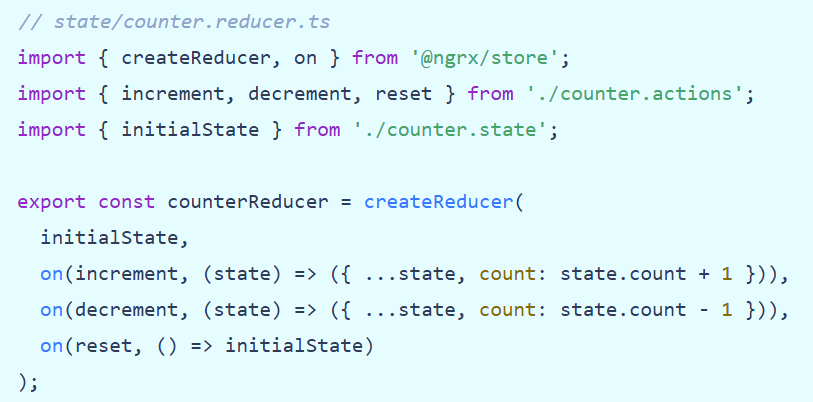 // state/counter.reducer.ts
import { createReducer, on } from '@ngrx/store';
import { increment, decrement, reset } from './counter.actions';
import { initialState } from './counter.state';

export const counterReducer = createReducer(
  initialState,
  on(increment, (state) => ({ ...state, count: state.count + 1 })),
  on(decrement, (state) => ({ ...state, count: state.count - 1 })),
  on(reset, () => initialState)
);